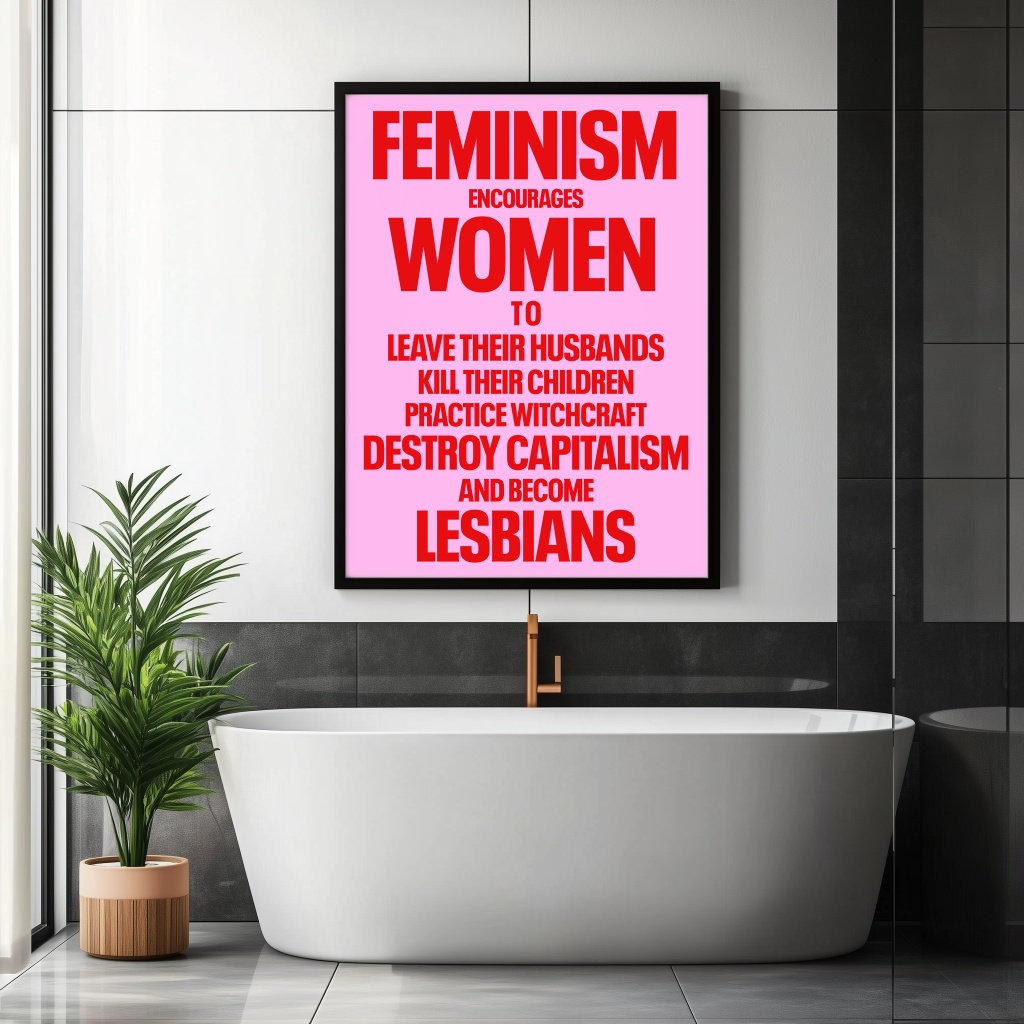 FEMINISM
ENCOURAGES
WOMEN
TO
LEAVE THEIR HUSBANDS
KILL THEIR CHILDREN
PRACTICE WITCHCRAFT
DESTROY CAPITALISM
AND BECOME
LESBIANS